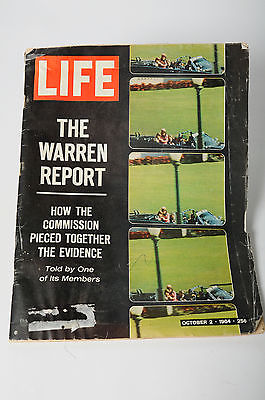 LIFE
THE
WARREN
REPORT
HOW THE
COMMISSION
PIECED TOGETHER
THE EVIDENCE
Told by One
of Its Members
OCTOBER 2 · 1964 · 25¢